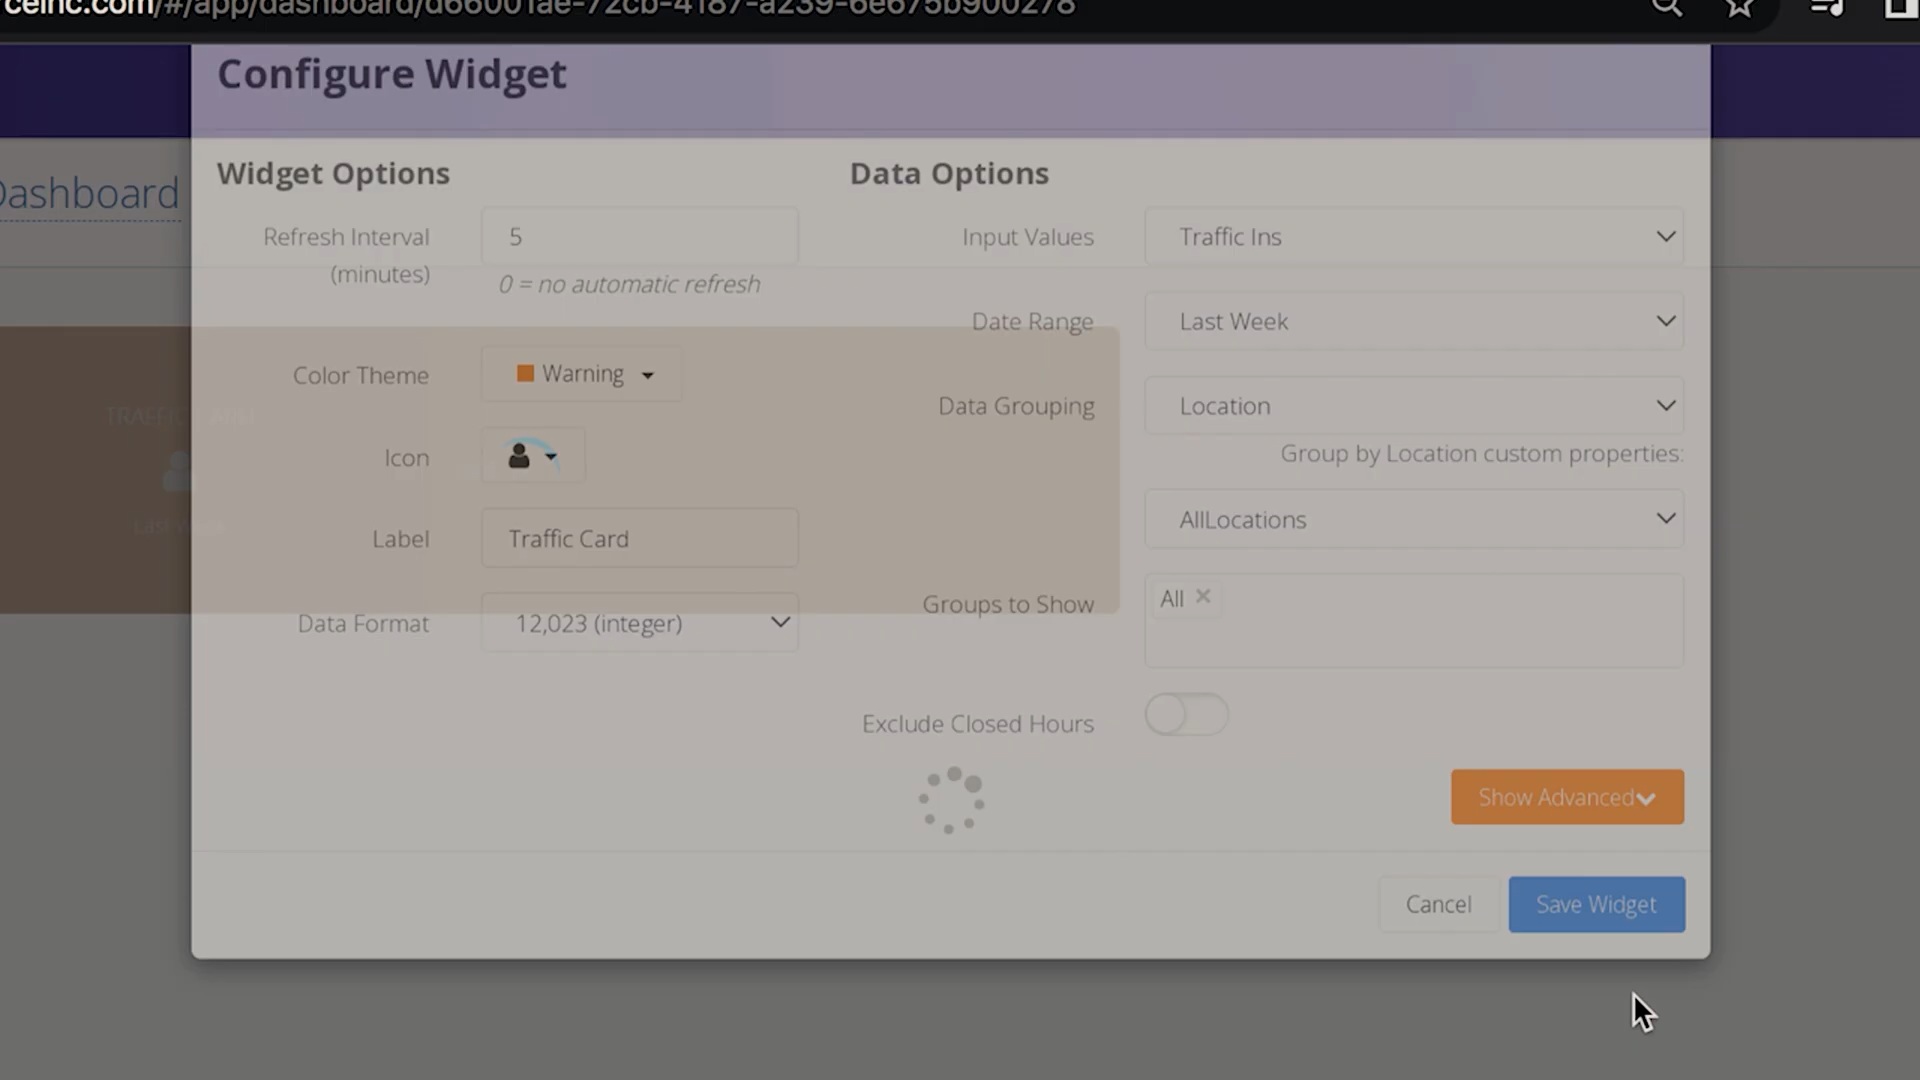 Configure Widget
Dashboard
Widget Options
Data Options
Refresh Interval
(minutes)
5
0 = no automatic refresh
Input Values
Traffic Ins
Date Range
Last Week
Color Theme
Warning
Data Grouping
Location
Group by Location custom properties:
Icon
AllLocations
Label
Traffic Card
Groups to Show
All
Data Format
12,023 (integer)
Exclude Closed Hours
Show Advanced
Cancel
Save Widget